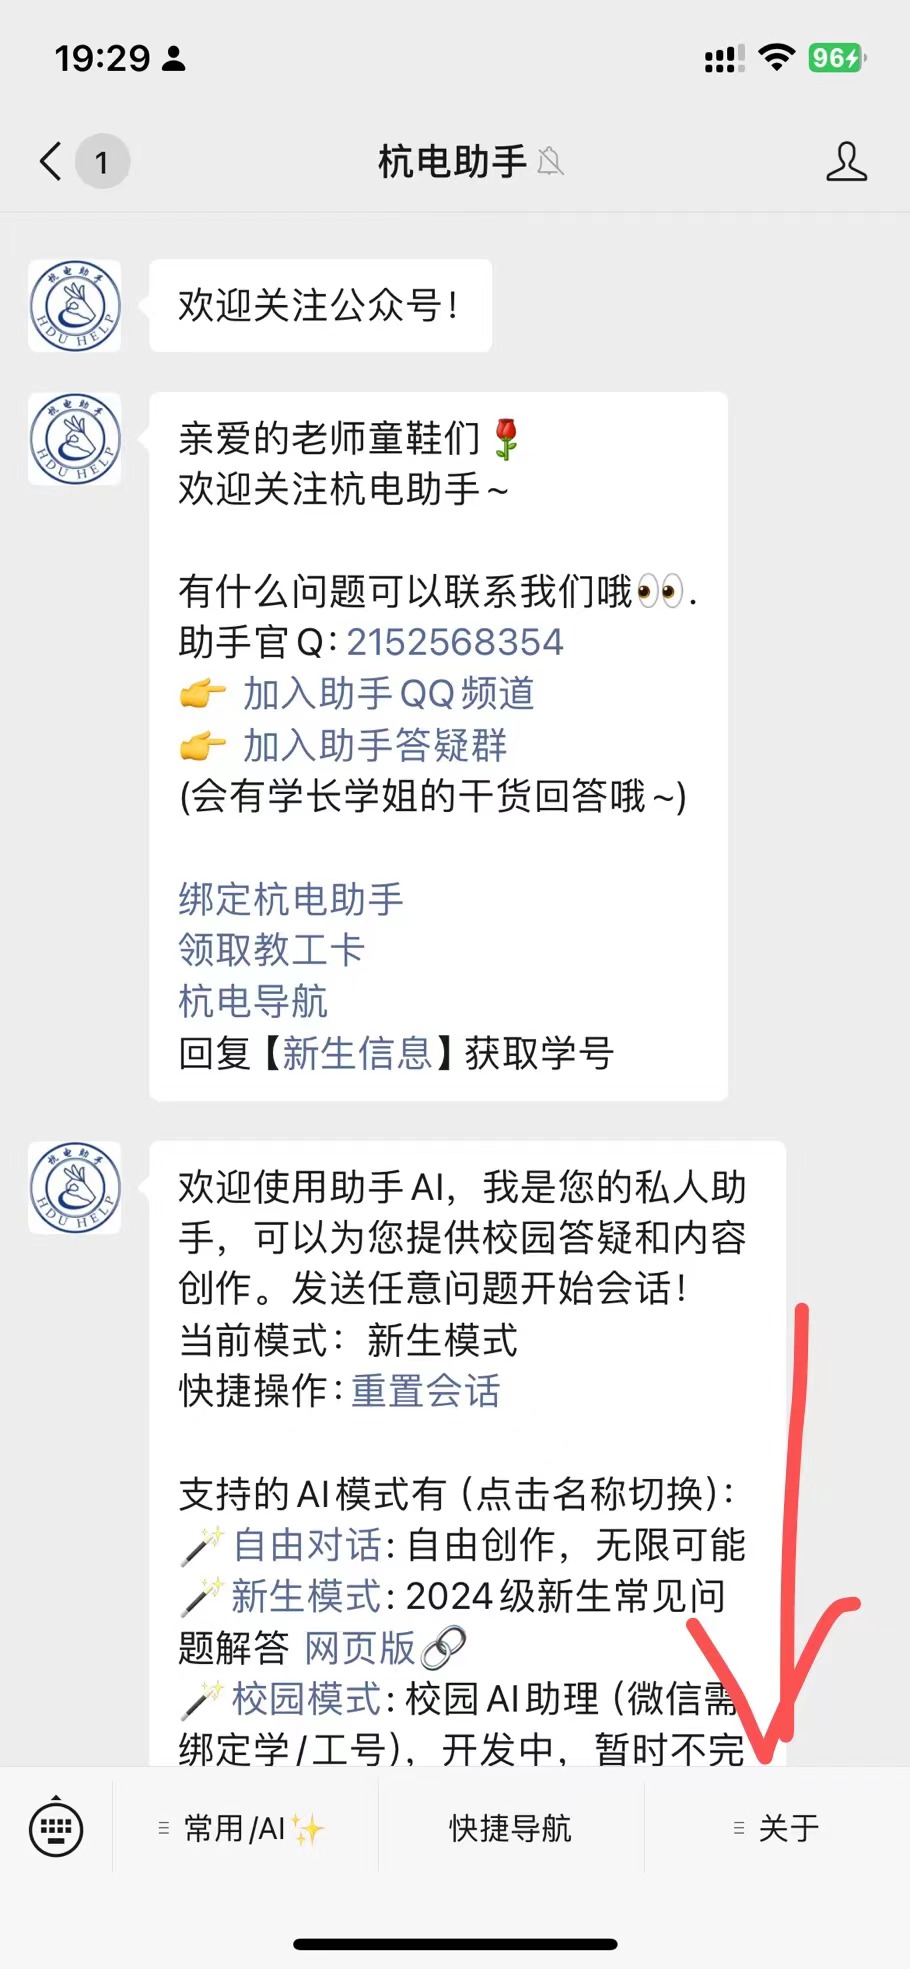 19:29
96
1
杭电助手
杭电助手
HDU HELP
欢迎关注公众号！
杭电助手
HDU HELP
亲爱的老师童鞋们🌹
欢迎关注杭电助手~
有什么问题可以联系我们哦👀.
助手官Q：2152568354
👉 加入助手QQ频道
👉 加入助手答疑群
(会有学长学姐的干货回答哦~)
绑定杭电助手
领取教工卡
杭电导航
回复【新生信息】获取学号
杭电助手
HDU HELP
欢迎使用助手AI，我是您的私人助
手，可以为您提供校园答疑和内容
创作。发送任意问题开始会话！
当前模式：新生模式
快捷操作：重置会话
支持的AI模式有（点击名称切换）：
🪄自由对话：自由创作，无限可能
🪄新生模式：2024级新生常见问
题解答 网页版🔗
🪄校园模式：校园AI助理（微信需
绑定学/工号），开发中，暂时不完
常用/AI✨
快捷导航
关于